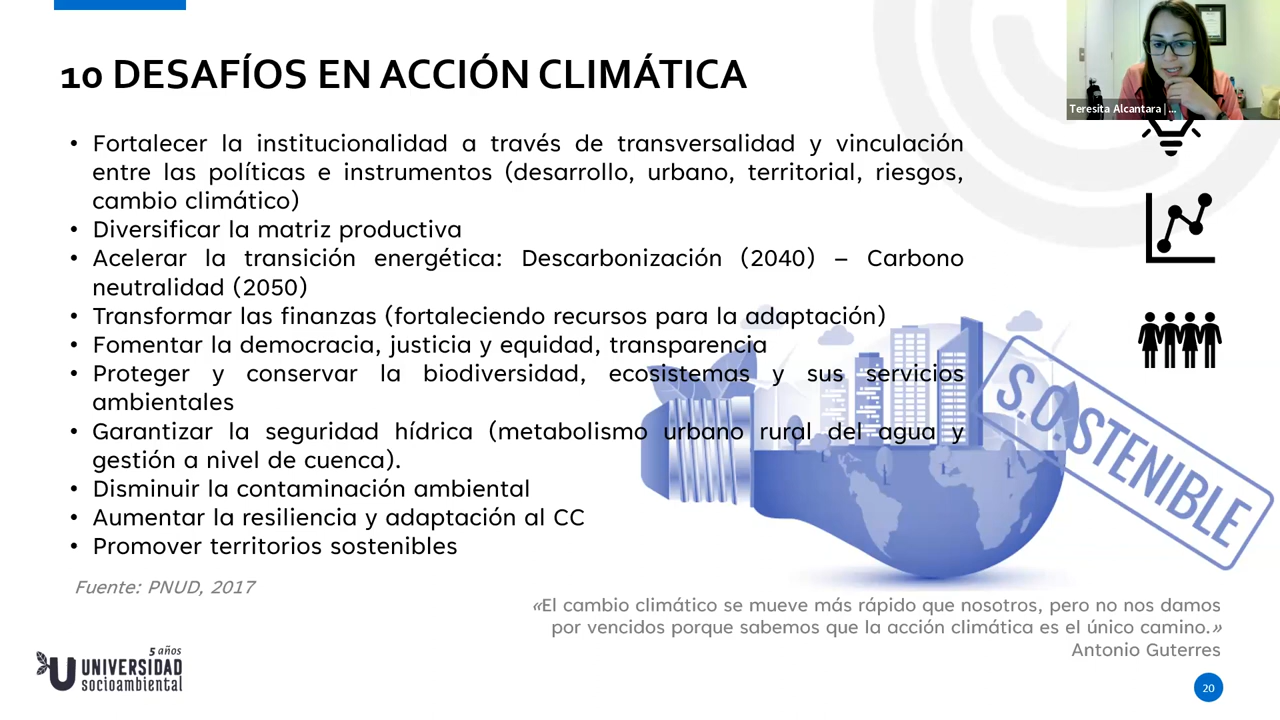 10 DESAFÍOS EN ACCIÓN CLIMÁTICA
Teresita Alcantara | ...
• Fortalecer la institucionalidad a través de transversalidad y vinculación
entre las políticas e instrumentos (desarrollo, urbano, territorial, riesgos,
cambio climático)
• Diversificar la matriz productiva
• Acelerar la transición energética: Descarbonización (2040) – Carbono
neutralidad (2050)
• Transformar las finanzas (fortaleciendo recursos para la adaptación)
• Fomentar la democracia, justicia y equidad, transparencia
• Proteger y conservar la biodiversidad, ecosistemas y sus servicios
ambientales
• Garantizar la seguridad hídrica (metabolismo urbano rural del agua y
gestión a nivel de cuenca).
• Disminuir la contaminación ambiental
• Aumentar la resiliencia y adaptación al CC
• Promover territorios sostenibles
S.O.STENIBLE
Fuente: PNUD, 2017
«El cambio climático se mueve más rápido que nosotros, pero no nos damos
por vencidos porque sabemos que la acción climática es el único camino.»
Antonio Guterres
5 años
UNIVERSIDAD
socioambiental
20